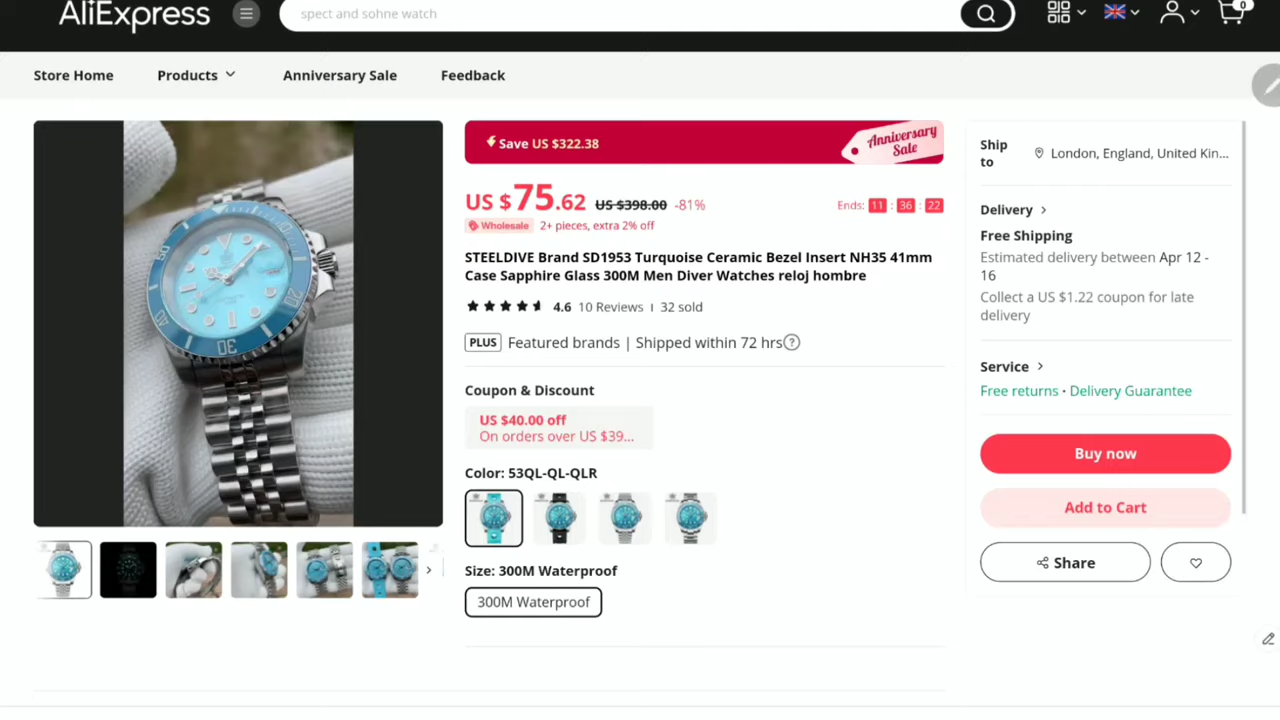 AliExpress
spect and sohne watch
0
Store Home
Products
Anniversary Sale
Feedback
Save US $322.38
Anniversary
Sale
US $75.62 US $398.00 -81%
Ends: 11 : 36 : 22
Wholesale 2+ pieces, extra 2% off
STEELDIVE Brand SD1953 Turquoise Ceramic Bezel Insert NH35 41mm
Case Sapphire Glass 300M Men Diver Watches reloj hombre
4.6 10 Reviews 32 sold
PLUS Featured brands | Shipped within 72 hrs
Coupon & Discount
US $40.00 off
On orders over US $39...
Color: 53QL-QL-QLR
Size: 300M Waterproof
300M Waterproof
Ship
to
London, England, United Kin...
Delivery
Free Shipping
Estimated delivery between Apr 12 -
16
Collect a US $1.22 coupon for late
delivery
Service
Free returns · Delivery Guarantee
Buy now
Add to Cart
Share